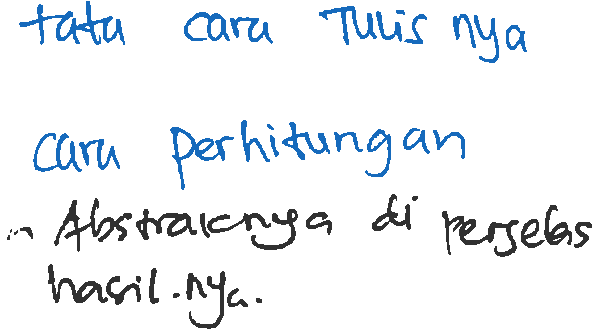 tata cara Tulis nya
cara perhitungan
Abstraknya di perjelas
hasil.nya.